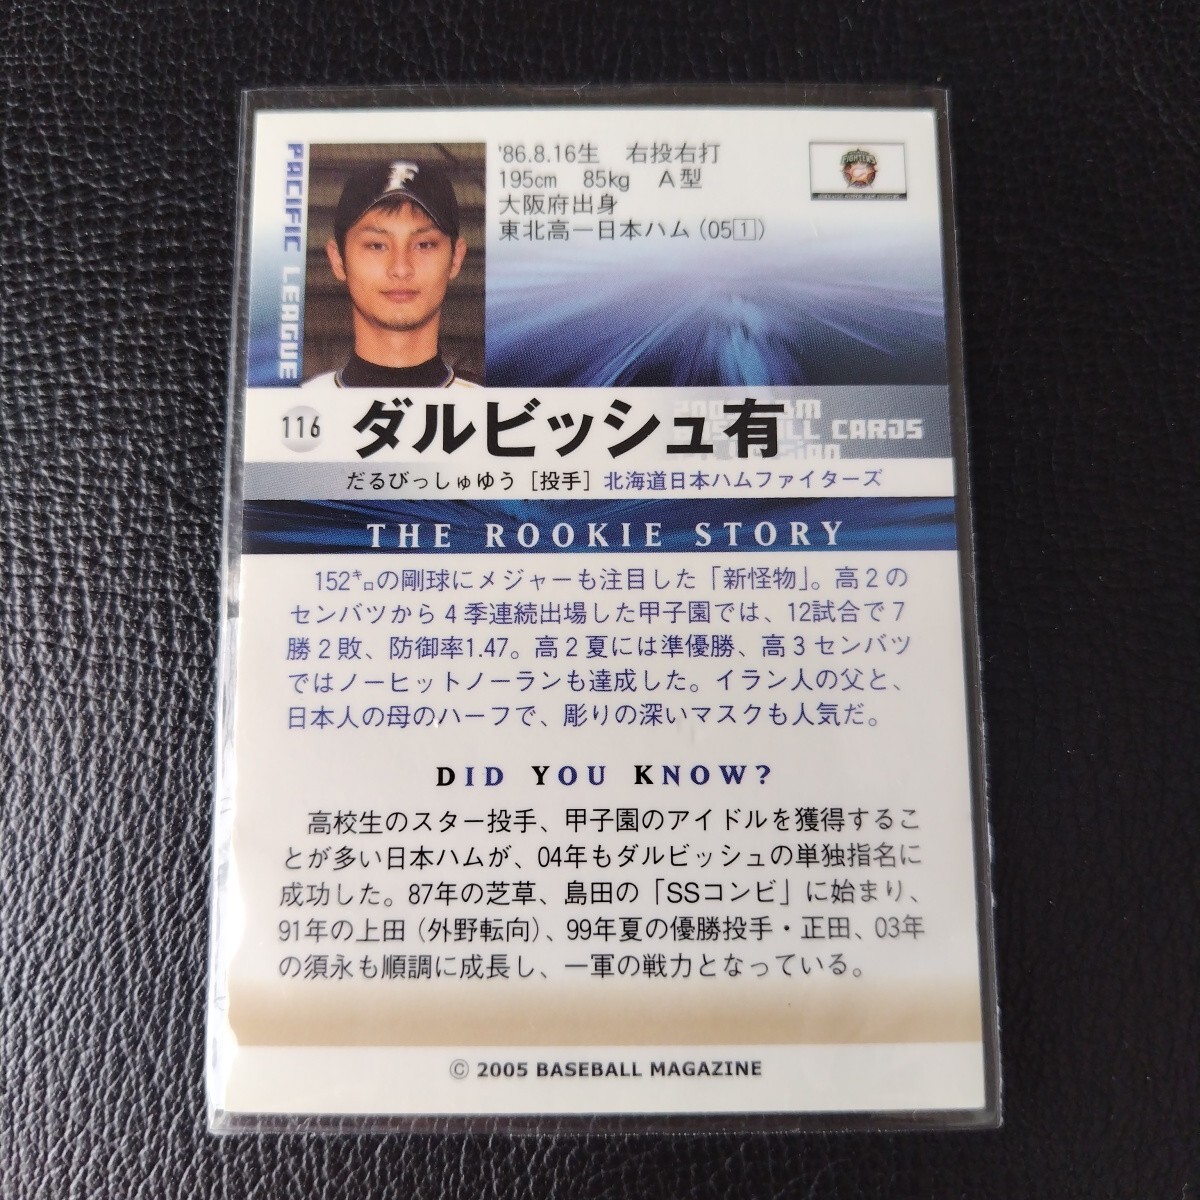 PACIFIC LEAGUE
'86.8.16生　右投右打
195cm　85kg　A型
大阪府出身
東北高―日本ハム（05[1]）
FIGHTERS
116
ダルビッシュ有
だるびっしゅゆう［投手］北海道日本ハムファイターズ
THE ROOKIE STORY
152㌔の剛球にメジャーも注目した「新怪物」。高２の
センバツから４季連続出場した甲子園では、12試合で７
勝２敗、防御率1.47。高２夏には準優勝、高３センバツ
ではノーヒットノーランも達成した。イラン人の父と、
日本人の母のハーフで、彫りの深いマスクも人気だ。
DID YOU KNOW?
高校生のスター投手、甲子園のアイドルを獲得するこ
とが多い日本ハムが、04年もダルビッシュの単独指名に
成功した。87年の芝草、島田の「SSコンビ」に始まり、
91年の上田（外野転向）、99年夏の優勝投手・正田、03年
の須永も順調に成長し、一軍の戦力となっている。
© 2005 BASEBALL MAGAZINE